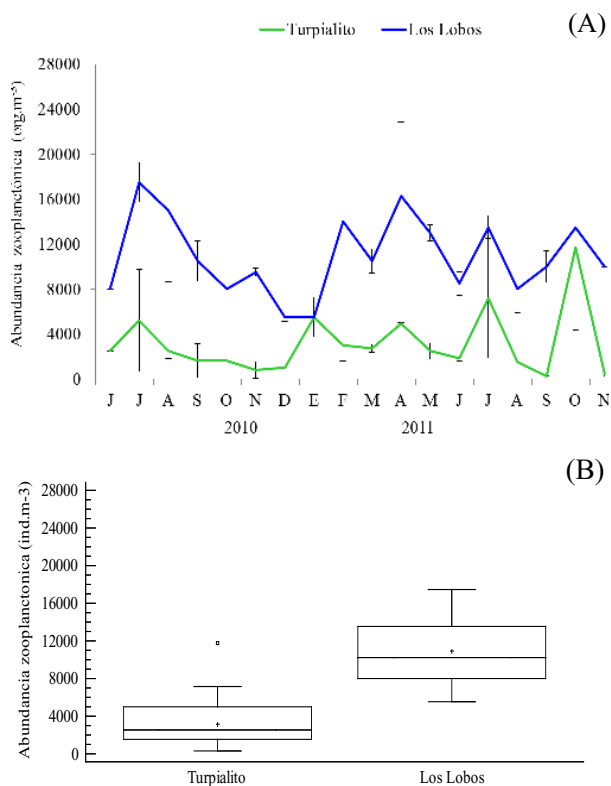 Turpialito Los Lobos (A)
Abundancia zooplanctónica (org.m⁻³)
28000
24000
20000
16000
12000
8000
4000
0
J J A S O N D E F M A M J J A S O N
2010 2011
(B)
Abundancia zooplanctonica (ind.m-3)
28000
24000
20000
16000
12000
8000
4000
0
Turpialito Los Lobos